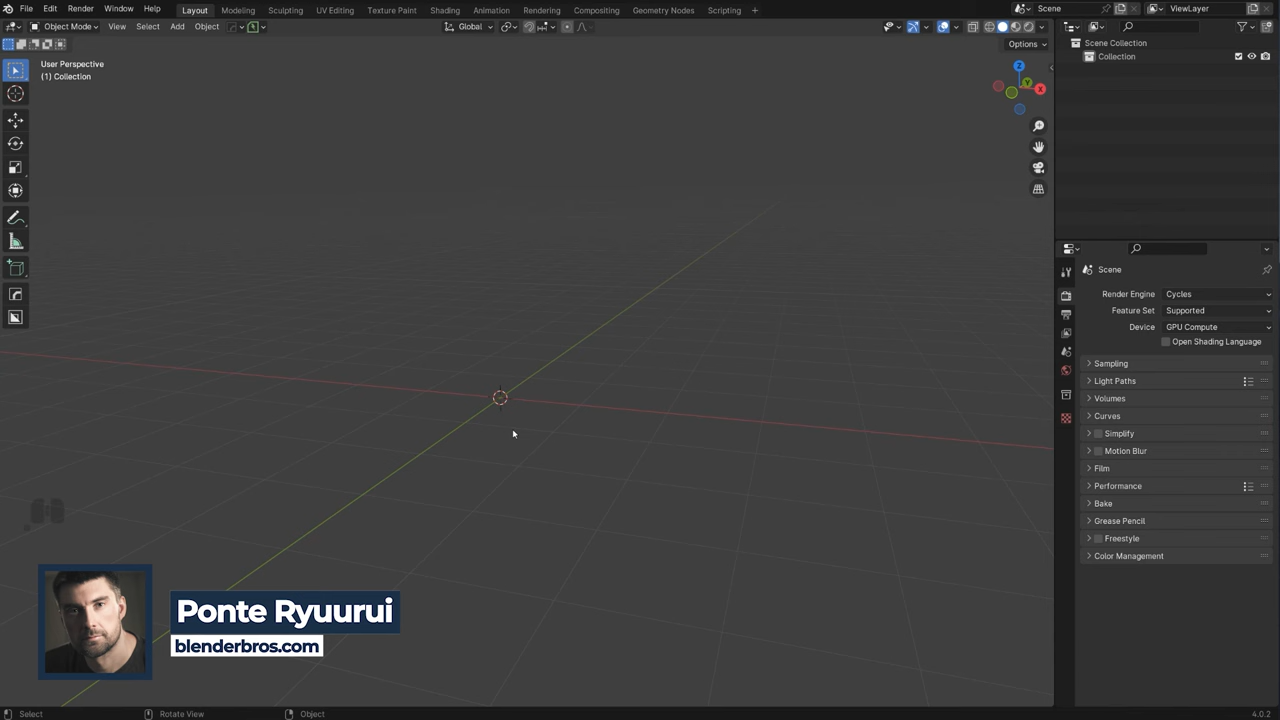 File Edit Render Window Help
Layout Modeling Sculpting UV Editing Texture Paint Shading Animation Rendering Compositing Geometry Nodes Scripting +
Scene
ViewLayer
Object Mode View Select Add Object
Global
Options
User Perspective
(1) Collection
Z
Y
X
Scene Collection
Collection
Scene
Render Engine Cycles
Feature Set Supported
Device GPU Compute
Open Shading Language
Sampling
Light Paths
Volumes
Curves
Simplify
Motion Blur
Film
Performance
Bake
Grease Pencil
Freestyle
Color Management
Ponte Ryuurui
blenderbros.com
Select Rotate View Object
4.0.2